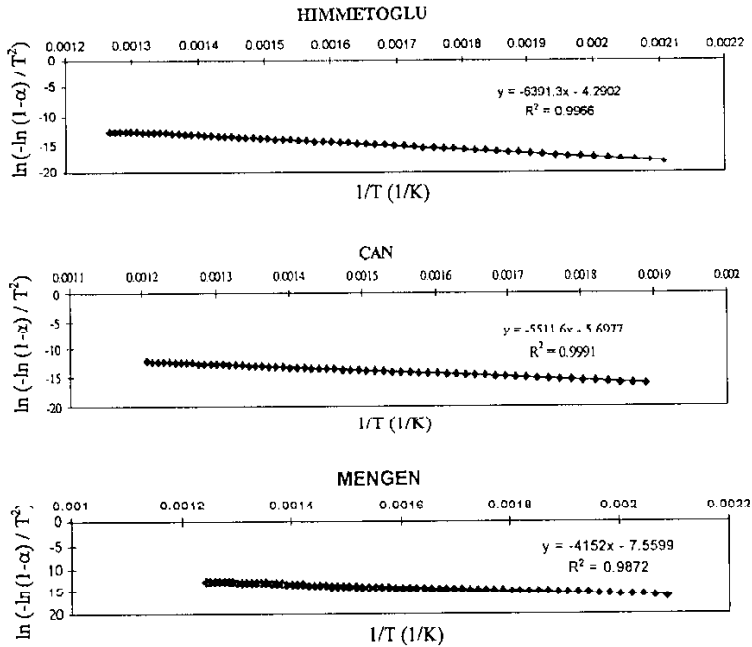 HIMMETOGLU
0.0012 0.0013 0.0014 0.0015 0.0016 0.0017 0.0018 0.0019 0.002 0.0021 0.0022
0
-5
-10
-15
-20
ln (-ln (1-α) / T²)
y = -6391.3x - 4.2902
R² = 0.9966
1/T (1/K)
ÇAN
0.0011 0.0012 0.0013 0.0014 0.0015 0.0016 0.0017 0.0018 0.0019 0.002
0
-5
-10
-15
-20
ln (-ln (1-α) / T²)
y = -5511.6x - 5.6977
R² = 0.9991
1/T (1/K)
MENGEN
0.001 0.0012 0.0014 0.0016 0.0018 0.002 0.0022
0
-5
10
15
20
ln (-ln (1-α) / T²)
y = -4152x - 7.5599
R² = 0.9872
1/T (1/K)